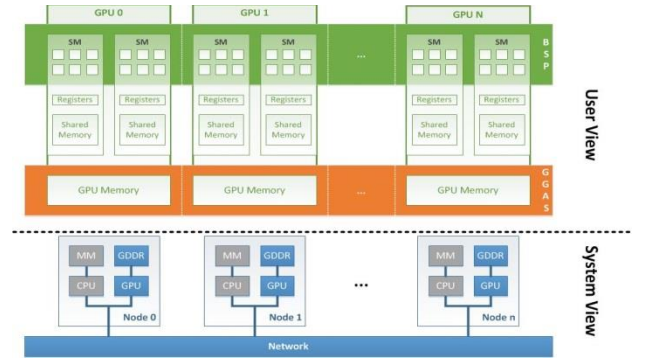 GPU 0 GPU 1 GPU N
SM SM SM SM SM SM
...
BSP
Registers Registers Registers Registers Registers Registers
Shared Shared Shared Shared Shared Shared
Memory Memory Memory Memory Memory Memory
User View
GPU Memory GPU Memory ... GPU Memory
GGAS
System View
MM GDDR MM GDDR MM GDDR
CPU GPU CPU GPU ... CPU GPU
Node 0 Node 1 Node n
Network